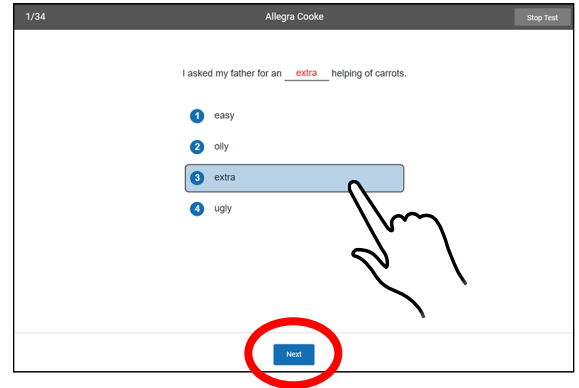 1/34 Allegra Cooke Stop Test
I asked my father for an extra helping of carrots.
1 easy
2 oily
3 extra
4 ugly
Next